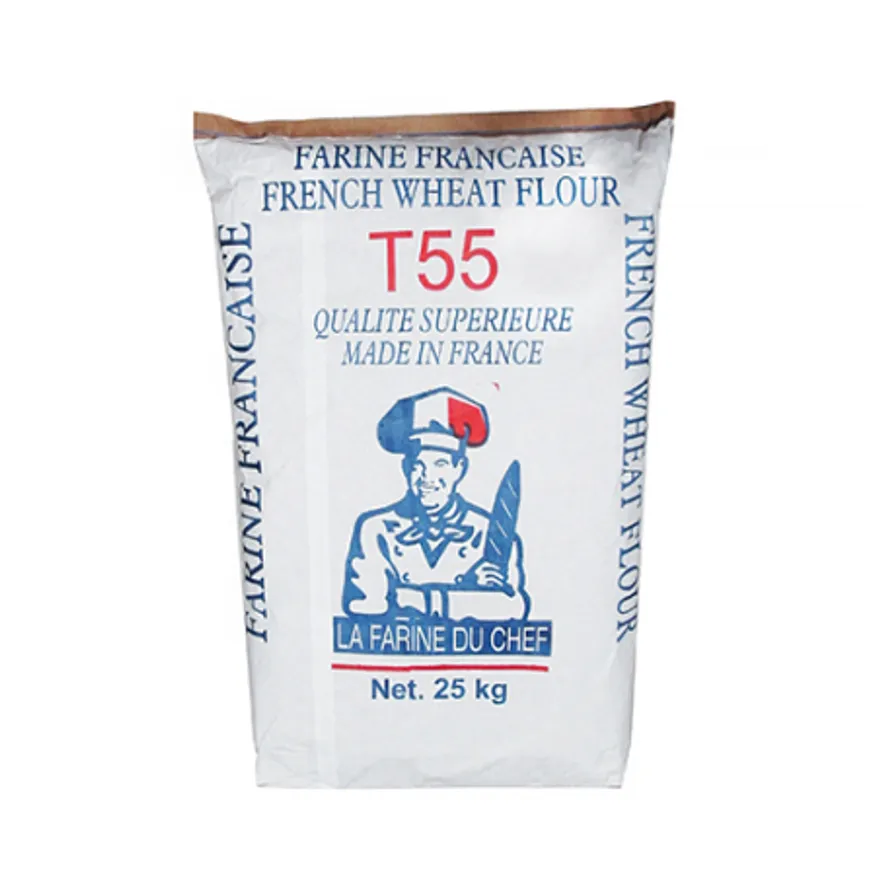 FARINE FRANCAISE
FRENCH WHEAT FLOUR
T55
QUALITE SUPERIEURE
MADE IN FRANCE
FARINE FRANCAISE
FRENCH WHEAT FLOUR
LA FARINE DU CHEF
Net. 25 kg